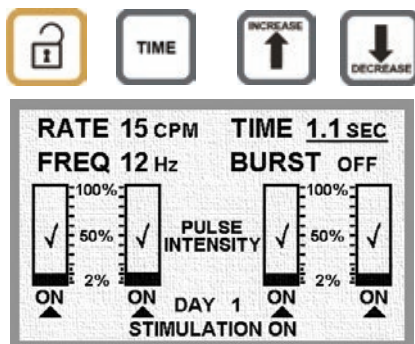 TIME
INCREASE
DECREASE
RATE 15 CPM TIME 1.1 SEC
FREQ 12 Hz BURST OFF
100% 100%
50% PULSE INTENSITY 50%
2% 2%
ON ON ON ON
DAY 1
STIMULATION ON